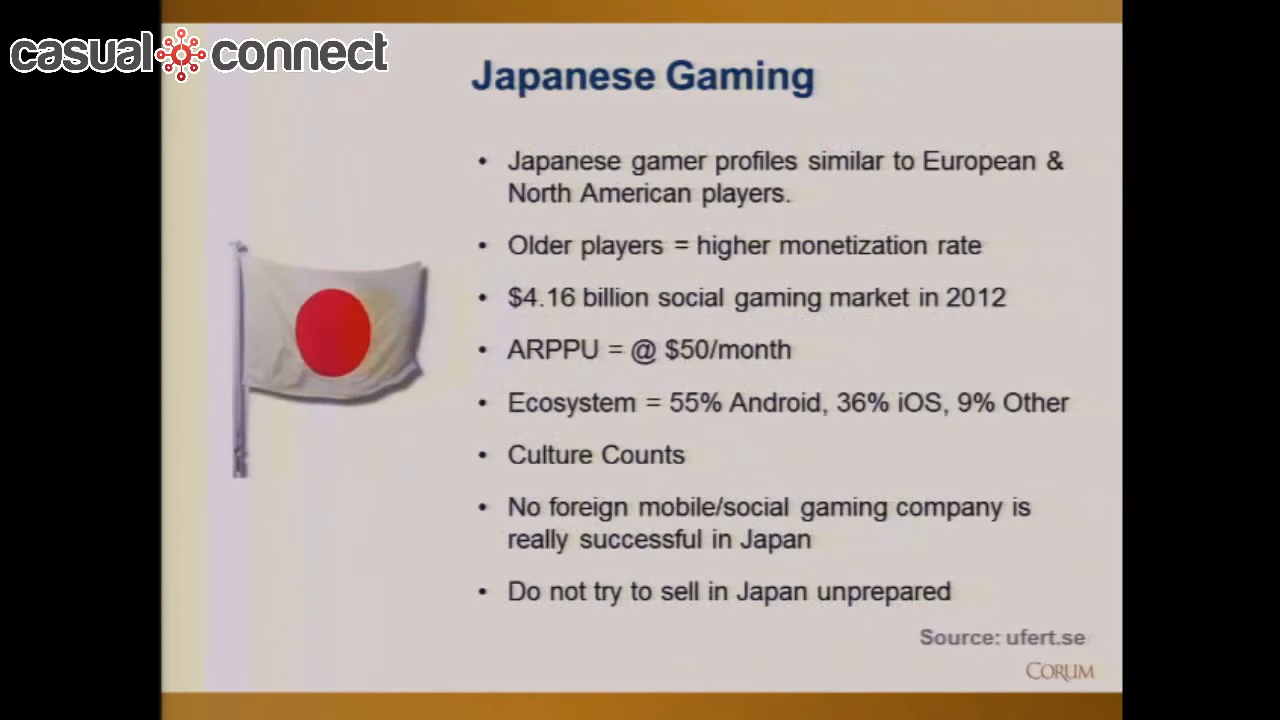 casual connect
Japanese Gaming
• Japanese gamer profiles similar to European &
North American players.
• Older players = higher monetization rate
• $4.16 billion social gaming market in 2012
• ARPPU = @ $50/month
• Ecosystem = 55% Android, 36% iOS, 9% Other
• Culture Counts
• No foreign mobile/social gaming company is
really successful in Japan
• Do not try to sell in Japan unprepared
Source: ufert.se
CORUM